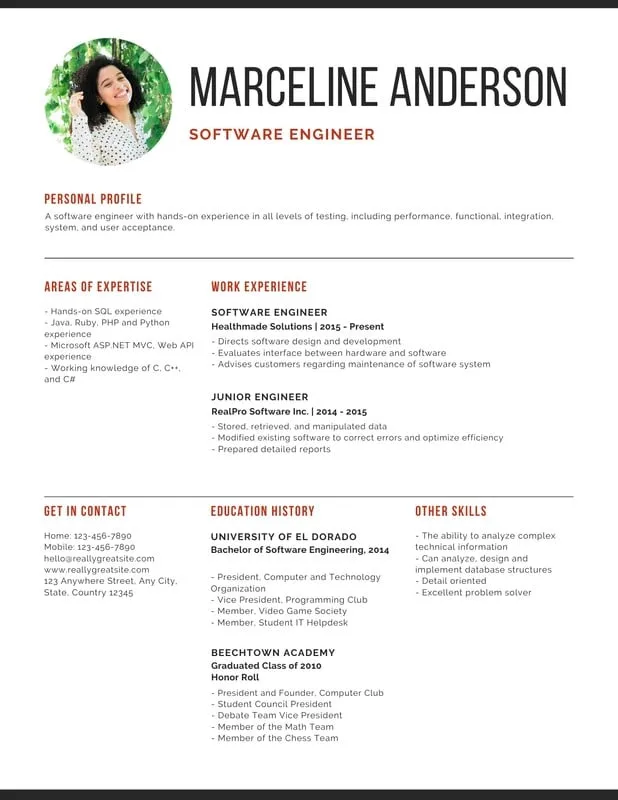 MARCELINE ANDERSON
SOFTWARE ENGINEER
PERSONAL PROFILE
A software engineer with hands-on experience in all levels of testing, including performance, functional, integration,
system, and user acceptance.
AREAS OF EXPERTISE
- Hands-on SQL experience
- Java, Ruby, PHP and Python
experience
- Microsoft ASP.NET MVC, Web API
experience
- Working knowledge of C, C++,
and C#
WORK EXPERIENCE
SOFTWARE ENGINEER
Healthmade Solutions | 2015 - Present
- Directs software design and development
- Evaluates interface between hardware and software
- Advises customers regarding maintenance of software system
JUNIOR ENGINEER
RealPro Software Inc. | 2014 - 2015
- Stored, retrieved, and manipulated data
- Modified existing software to correct errors and optimize efficiency
- Prepared detailed reports
GET IN CONTACT
Home: 123-456-7890
Mobile: 123-456-7890
hello@reallygreatsite.com
www.reallygreatsite.com
123 Anywhere Street, Any City,
State, Country 12345
EDUCATION HISTORY
UNIVERSITY OF EL DORADO
Bachelor of Software Engineering, 2014
- President, Computer and Technology
Organization
- Vice President, Programming Club
- Member, Video Game Society
- Member, Student IT Helpdesk
BEECHTOWN ACADEMY
Graduated Class of 2010
Honor Roll
- President and Founder, Computer Club
- Student Council President
- Debate Team Vice President
- Member of the Math Team
- Member of the Chess Team
OTHER SKILLS
- The ability to analyze complex
technical information
- Can analyze, design and
implement database structures
- Detail oriented
- Excellent problem solver